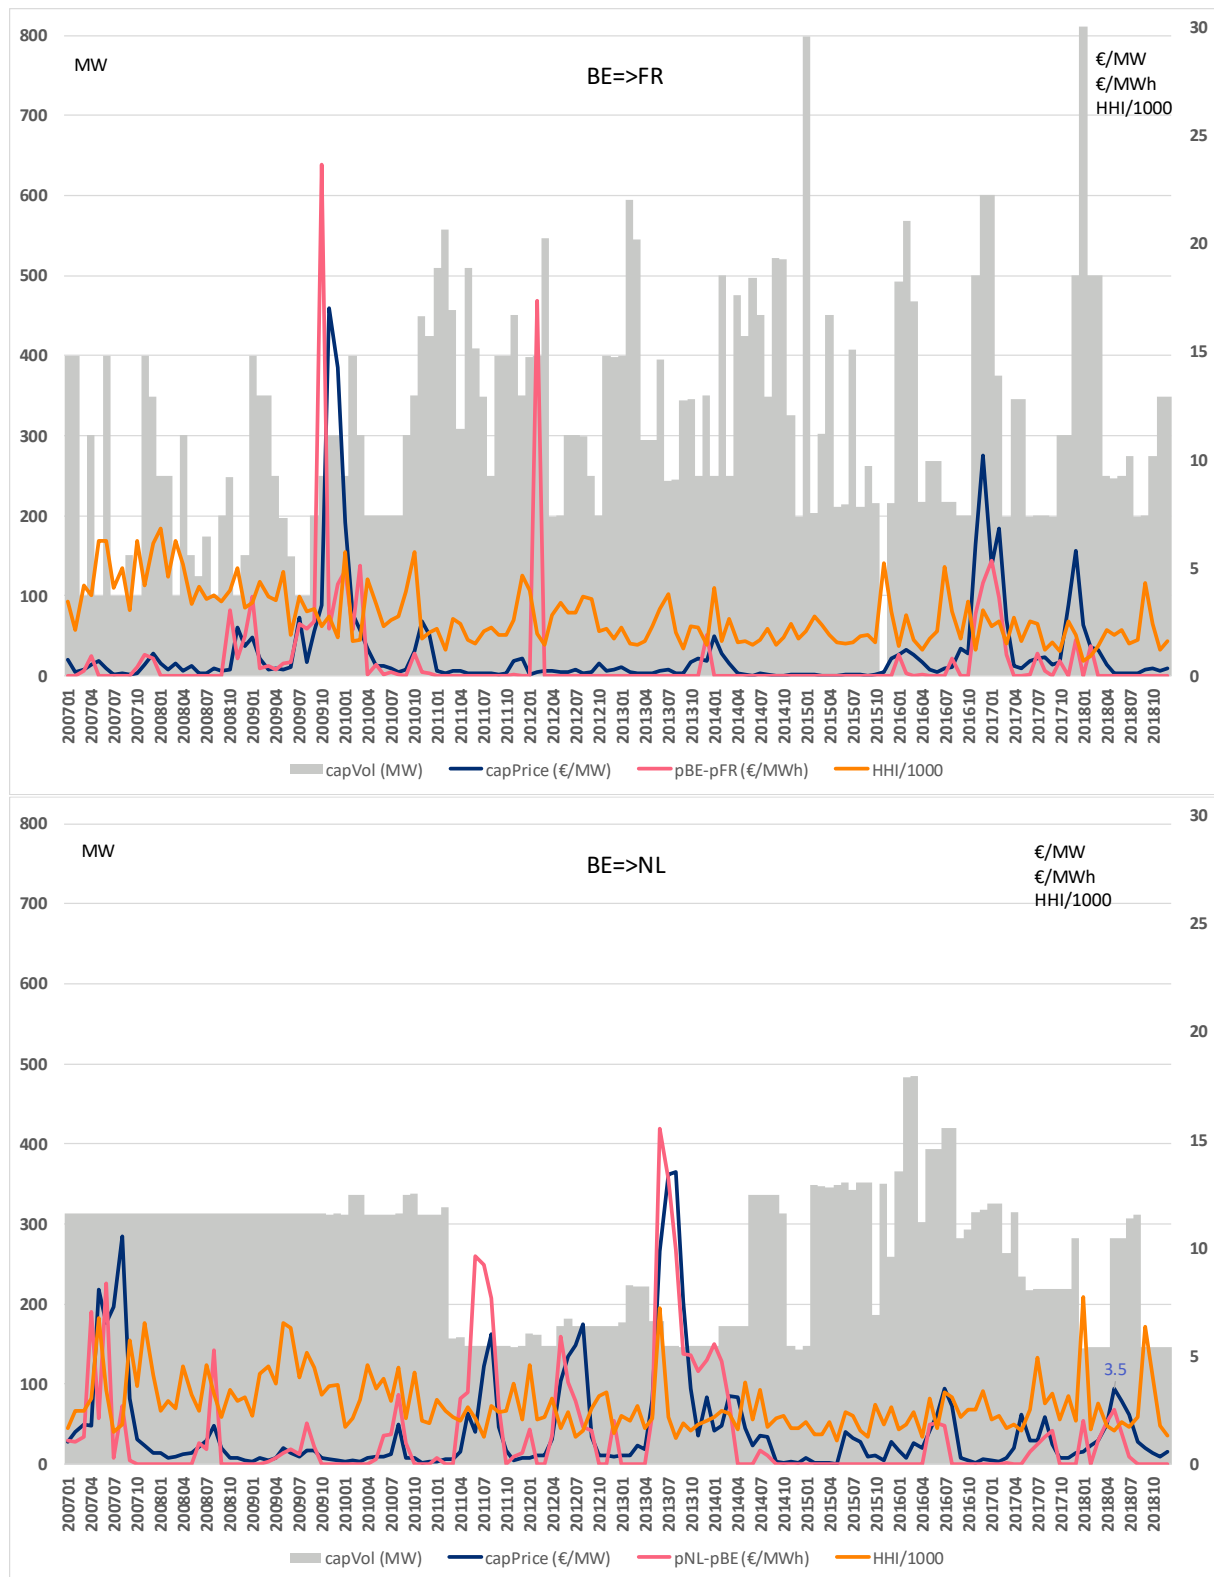 800
700
600
500
400
300
200
100
0
MW
BE=>FR
€/MW
€/MWh
HHI/1000
30
25
20
15
10
5
0
200701 200704 200707 200710 200801 200804 200807 200810 200901 200904 200907 200910 201001 201004 201007 201010 201101 201104 201107 201110 201201 201204 201207 201210 201301 201304 201307 201310 201401 201404 201407 201410 201501 201504 201507 201510 201601 201604 201607 201610 201701 201704 201707 201710 201801 201804 201807 201810
capVol (MW) capPrice (€/MW) pBE-pFR (€/MWh) HHI/1000
800
700
600
500
400
300
200
100
0
MW
BE=>NL
€/MW
€/MWh
HHI/1000
30
25
20
15
10
5
0
3.5
200701 200704 200707 200710 200801 200804 200807 200810 200901 200904 200907 200910 201001 201004 201007 201010 201101 201104 201107 201110 201201 201204 201207 201210 201301 201304 201307 201310 201401 201404 201407 201410 201501 201504 201507 201510 201601 201604 201607 201610 201701 201704 201707 201710 201801 201804 201807 201810
capVol (MW) capPrice (€/MW) pNL-pBE (€/MWh) HHI/1000